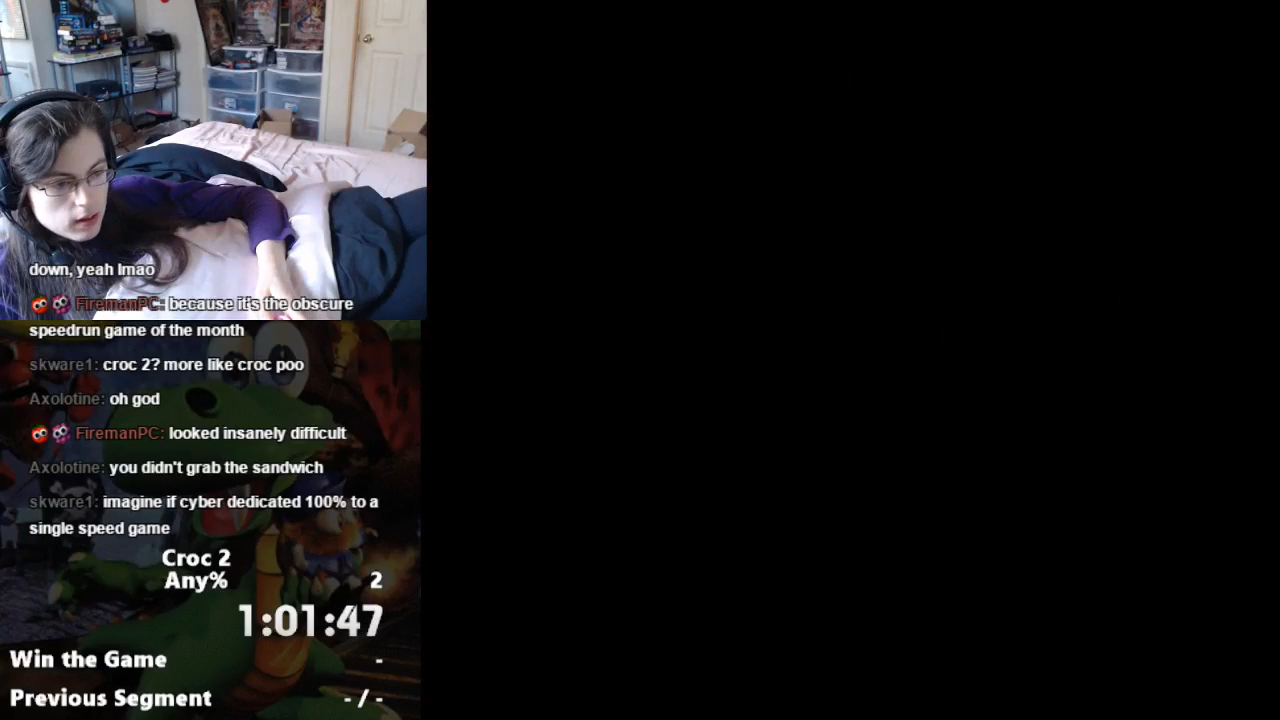 down, yeah lmao
FiremanPC: because it's the obscure
speedrun game of the month
skware1: croc 2? more like croc poo
Axolotine: oh god
FiremanPC: looked insanely difficult
Axolotine: you didn't grab the sandwich
skware1: imagine if cyber dedicated 100% to a
single speed game
Croc 2
Any% 2
1:01:47
Win the Game -
Previous Segment - / -